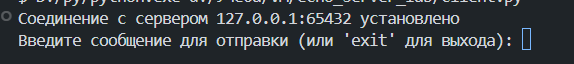 Соединение с сервером 127.0.0.1:65432 установлено
Введите сообщение для отправки (или 'exit' для выхода):